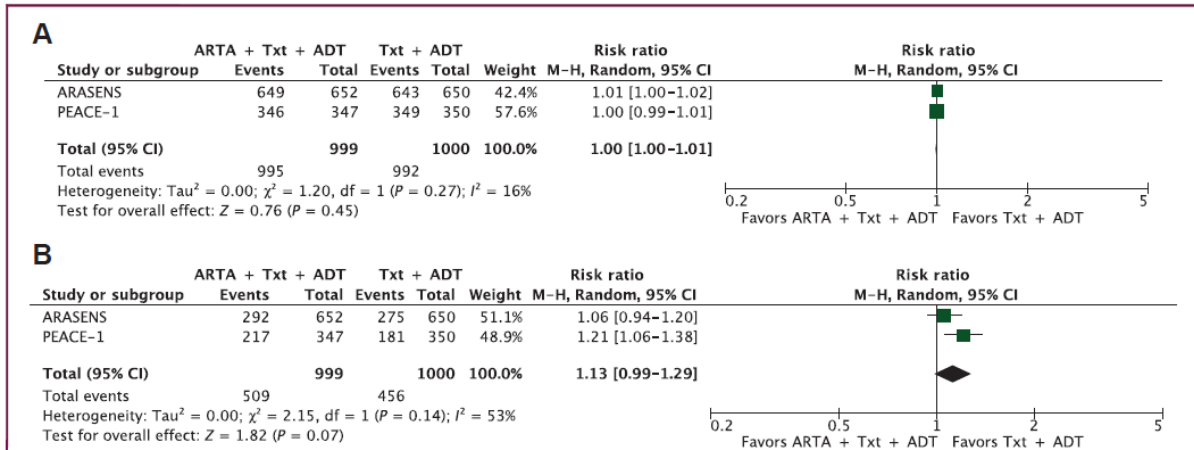 A
ARTA + Txt + ADT Txt + ADT Risk ratio Risk ratio
Study or subgroup Events Total Events Total Weight M–H, Random, 95% CI M–H, Random, 95% CI
ARASENS 649 652 643 650 42.4% 1.01 [1.00–1.02]
PEACE–1 346 347 349 350 57.6% 1.00 [0.99–1.01]
Total (95% CI) 999 1000 100.0% 1.00 [1.00–1.01]
Total events 995 992
Heterogeneity: Tau² = 0.00; χ² = 1.20, df = 1 (P = 0.27); I² = 16%
Test for overall effect: Z = 0.76 (P = 0.45)
0.2 0.5 1 2 5
Favors ARTA + Txt + ADT Favors Txt + ADT
B
ARTA + Txt + ADT Txt + ADT Risk ratio Risk ratio
Study or subgroup Events Total Events Total Weight M–H, Random, 95% CI M–H, Random, 95% CI
ARASENS 292 652 275 650 51.1% 1.06 [0.94–1.20]
PEACE–1 217 347 181 350 48.9% 1.21 [1.06–1.38]
Total (95% CI) 999 1000 100.0% 1.13 [0.99–1.29]
Total events 509 456
Heterogeneity: Tau² = 0.00; χ² = 2.15, df = 1 (P = 0.14); I² = 53%
Test for overall effect: Z = 1.82 (P = 0.07)
0.2 0.5 1 2 5
Favors ARTA + Txt + ADT Favors Txt + ADT